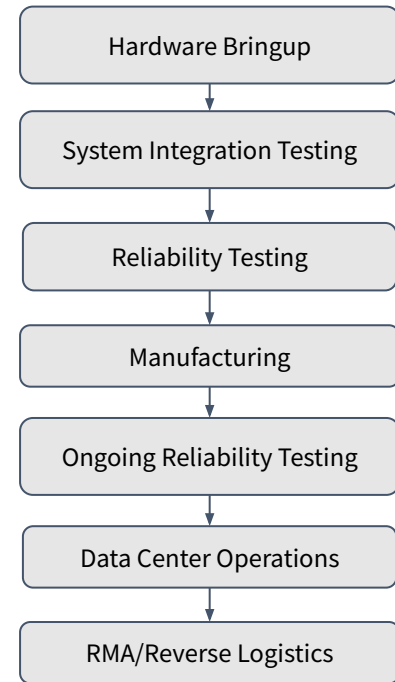 Hardware Bringup
System Integration Testing
Reliability Testing
Manufacturing
Ongoing Reliability Testing
Data Center Operations
RMA/Reverse Logistics